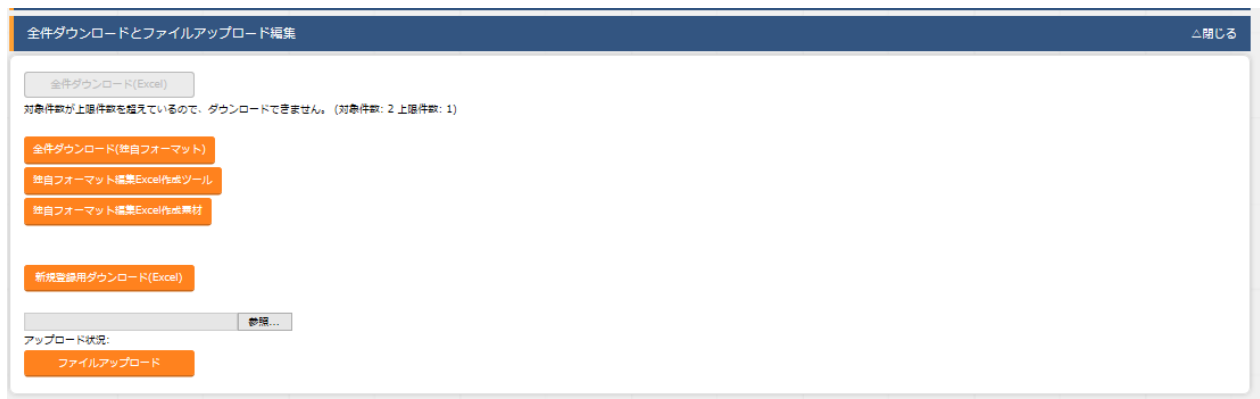 全件ダウンロードとファイルアップロード編集
△閉じる
全件ダウンロード(Excel)
対象件数が上限件数を超えているので、ダウンロードできません。 (対象件数: 2 上限件数: 1)
全件ダウンロード(独自フォーマット)
独自フォーマット編集Excel作成ツール
独自フォーマット編集Excel作成素材
新規登録用ダウンロード(Excel)
参照...
アップロード状況:
ファイルアップロード